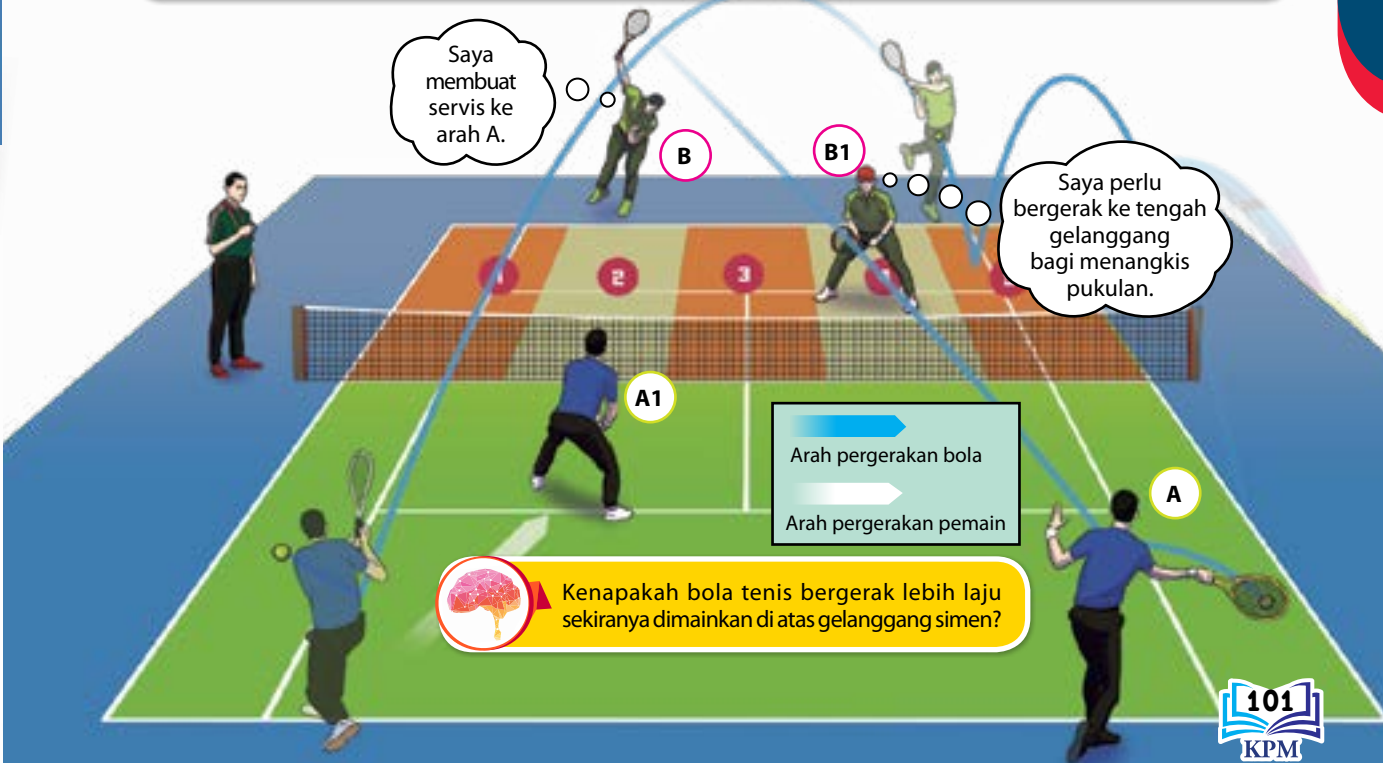 Saya
membuat
servis ke
arah A.
B
B1
Saya perlu
bergerak ke tengah
gelanggang
bagi menangkis
pukulan.
1
2
3
A1
Arah pergerakan bola
Arah pergerakan pemain
A
Kenapakah bola tenis bergerak lebih laju
sekiranya dimainkan di atas gelanggang simen?
101
KPM